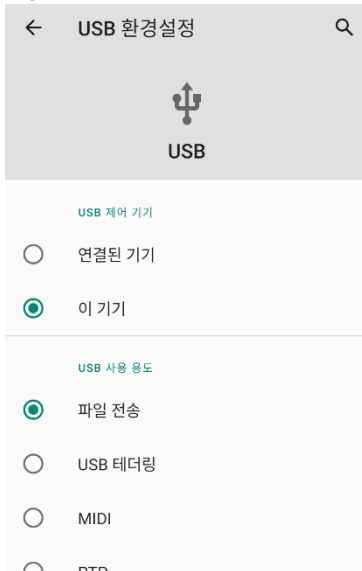 USB 환경설정
USB
USB 제어 기기
연결된 기기
이 기기
USB 사용 용도
파일 전송
USB 테더링
MIDI
PTP